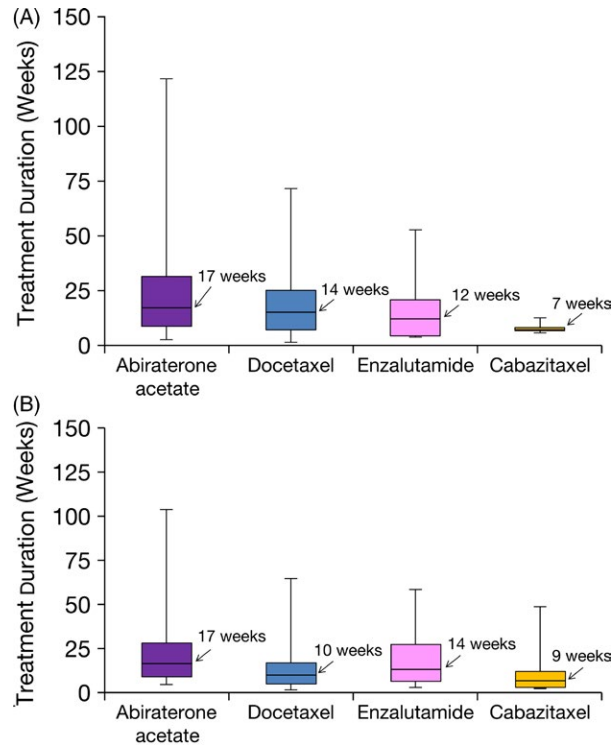 (A)
Treatment Duration (Weeks)
150
125
100
75
50
25
0
17 weeks
14 weeks
12 weeks
7 weeks
Abiraterone
acetate
Docetaxel
Enzalutamide
Cabazitaxel
(B)
Treatment Duration (Weeks)
150
125
100
75
50
25
0
17 weeks
10 weeks
14 weeks
9 weeks
Abiraterone
acetate
Docetaxel
Enzalutamide
Cabazitaxel